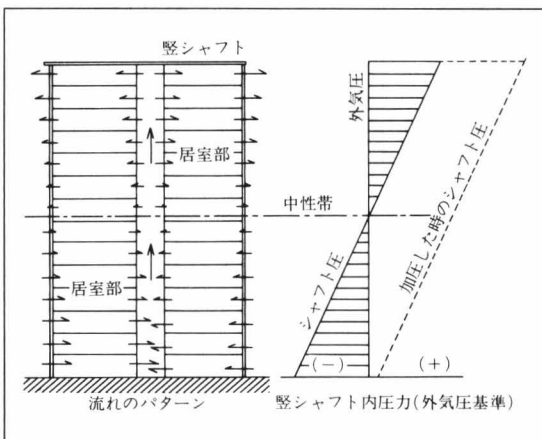 竪シャフト
外気圧
居室部
加圧した時のシャフト圧
中性帯
シャフト圧
居室部
(−)
(+)
流れのパターン
竪シャフト内圧力(外気圧基準)